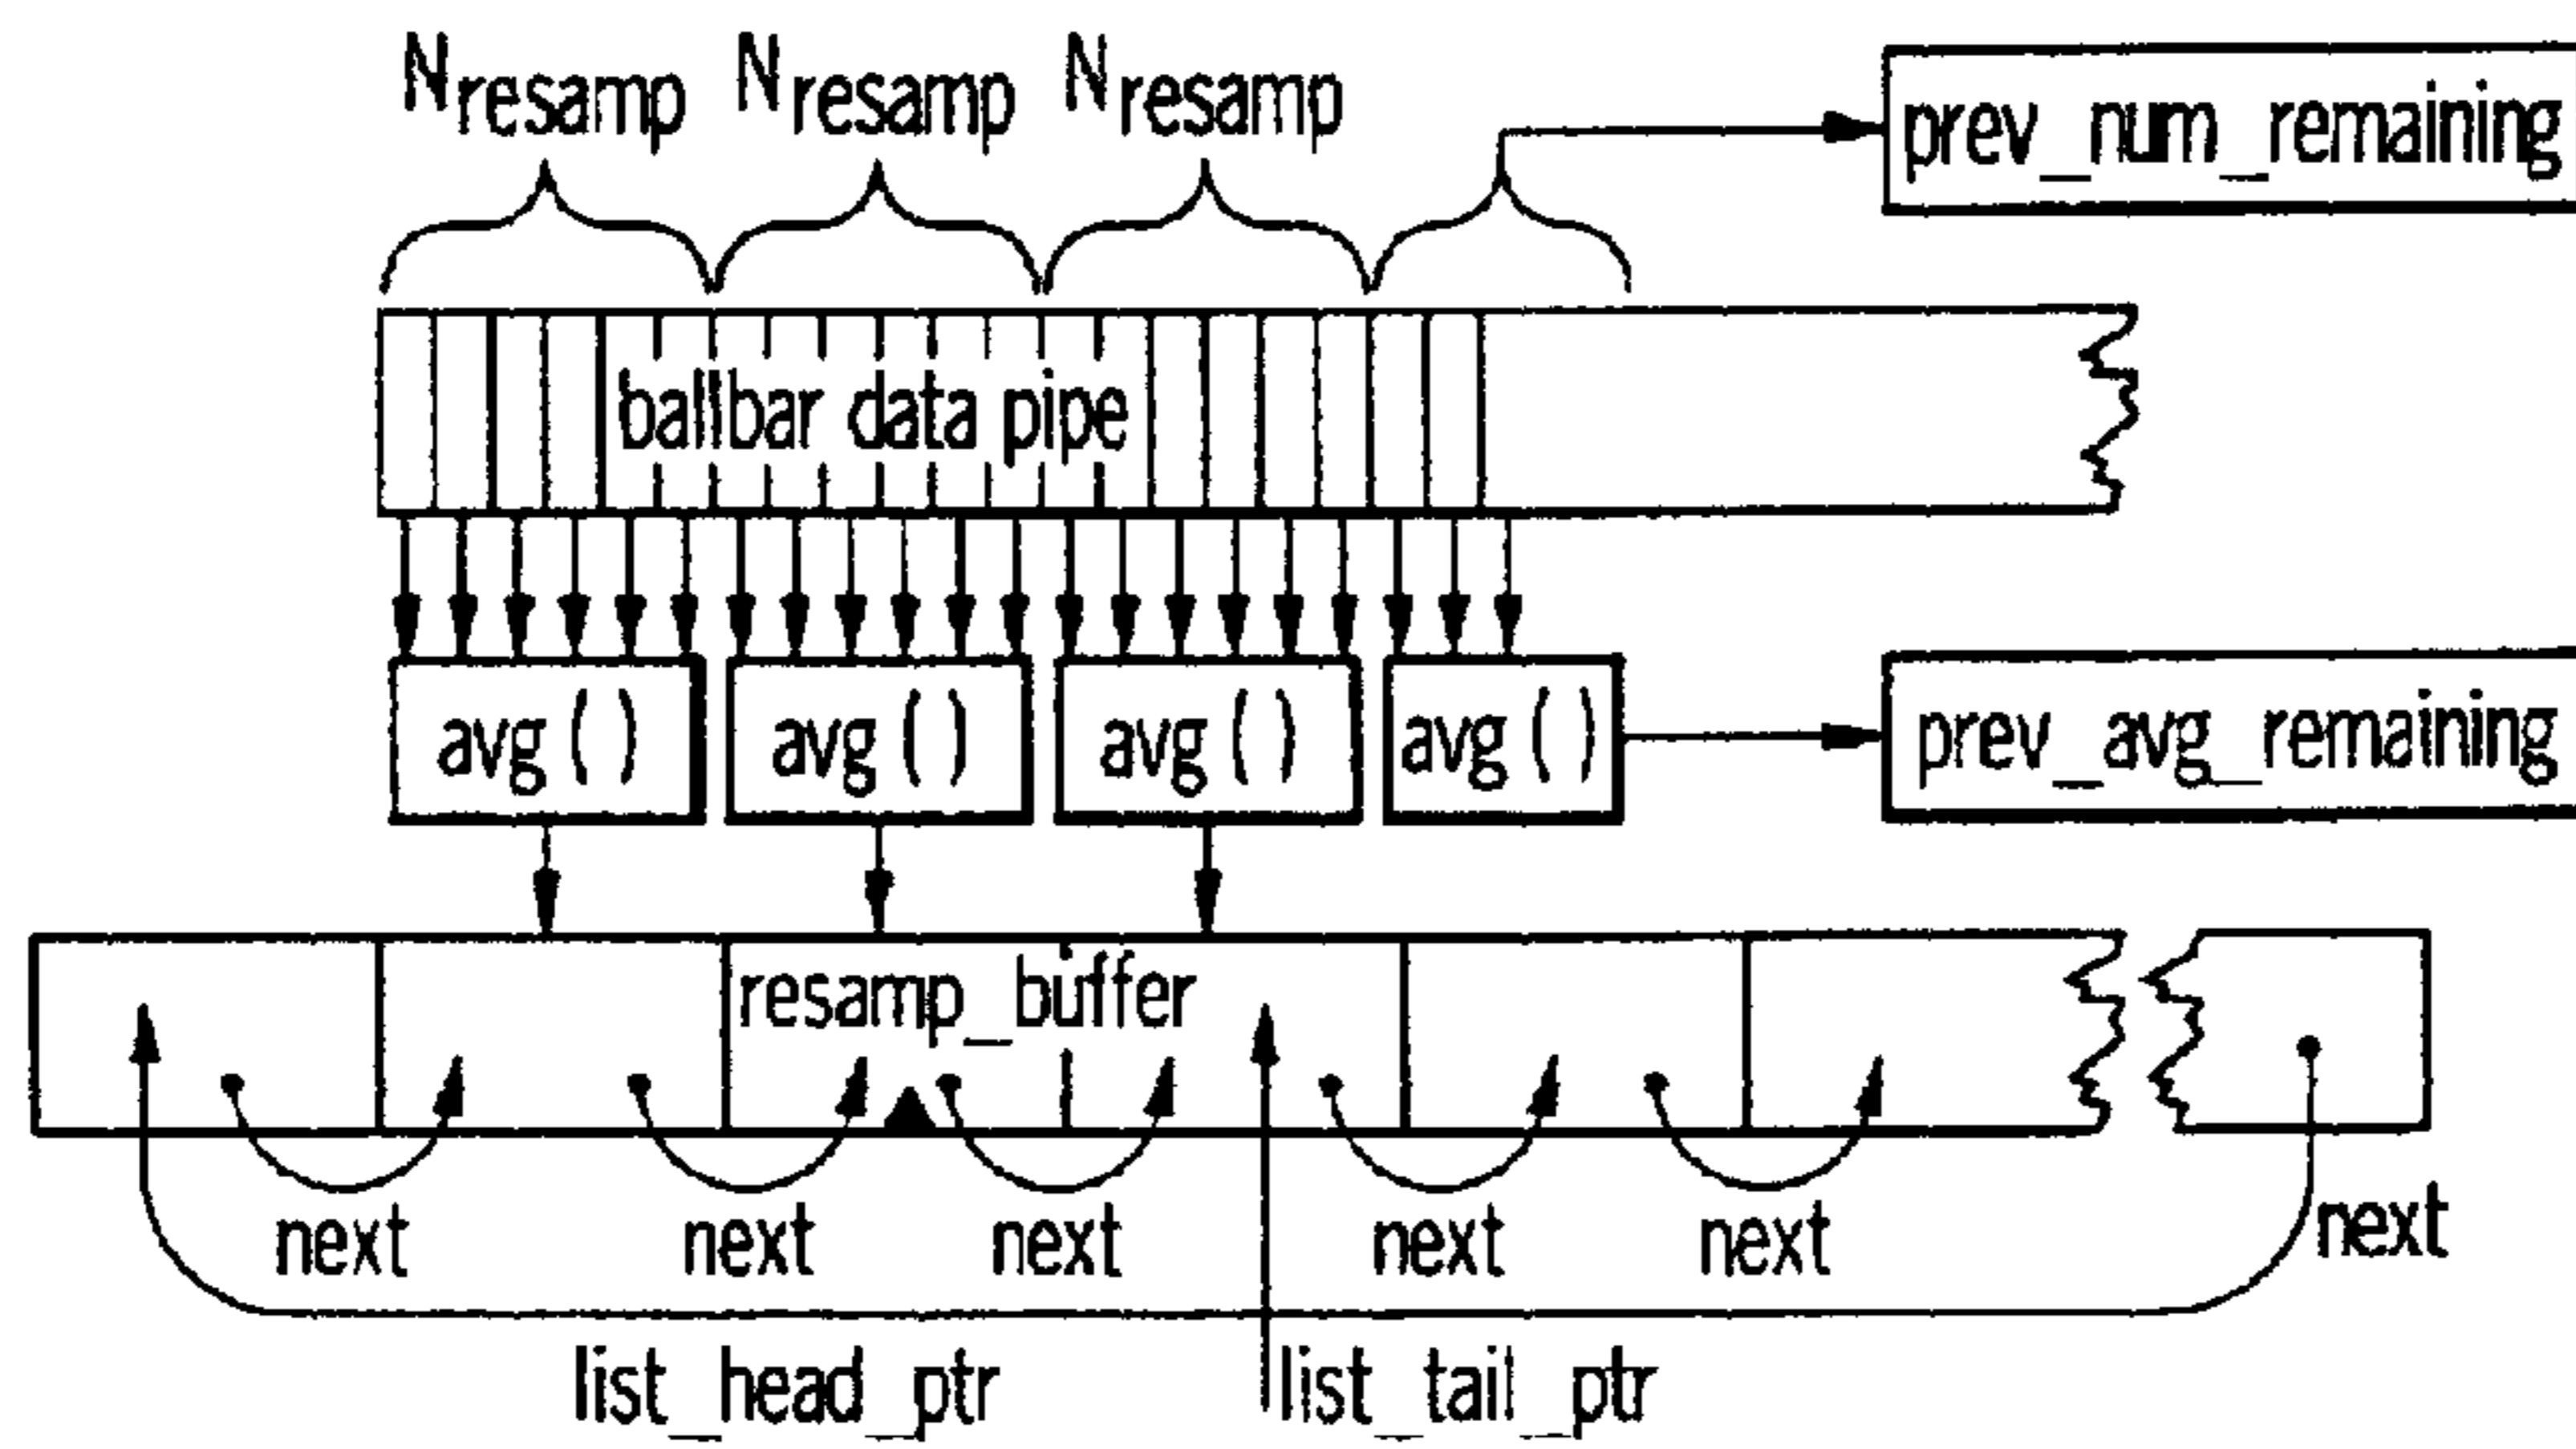 Nresamp Nresamp Nresamp
prev_num_remaining
ballbar data pipe
avg ( ) avg ( ) avg ( ) avg ( )
prev_avg_remaining
resamp_buffer
next next next next next next
list_head_ptr list_tail_ptr